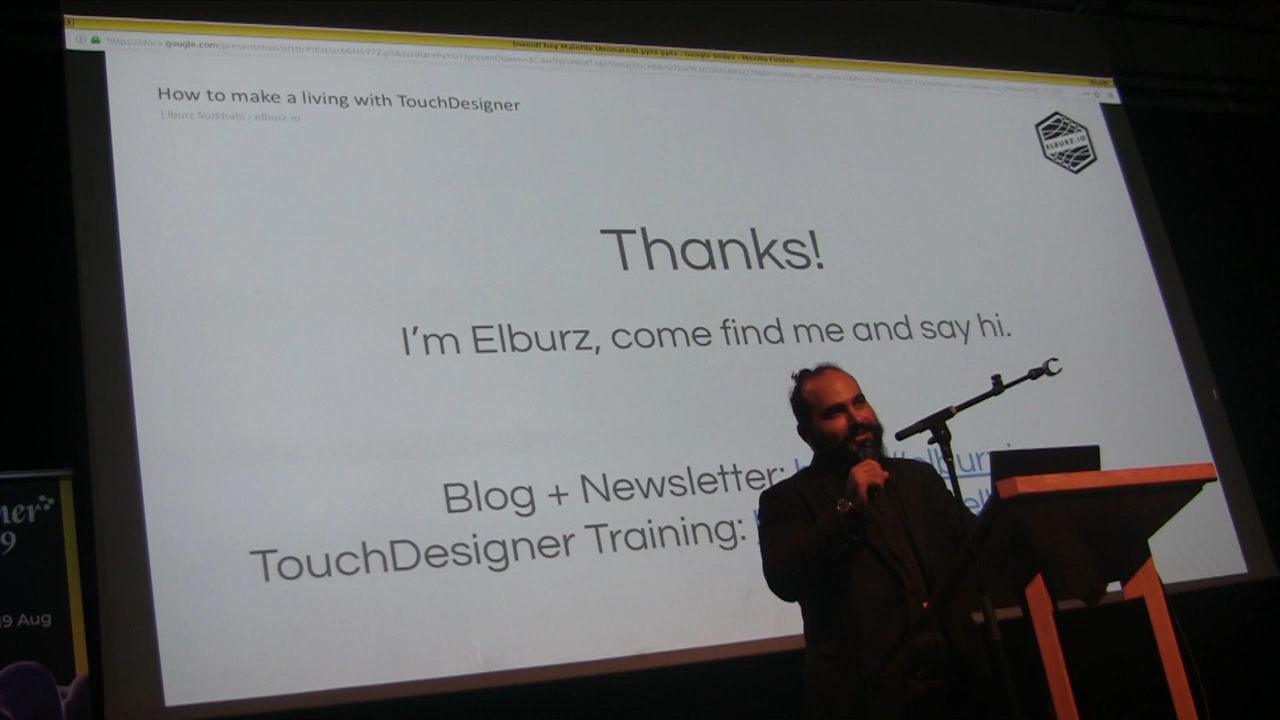 How to make a living with TouchDesigner
Elburz Sorkhabi - elburz.io
ELBURZ.IO
Thanks!
I'm Elburz, come find me and say hi.
Blog + Newsletter:
TouchDesigner Training:
9 Aug